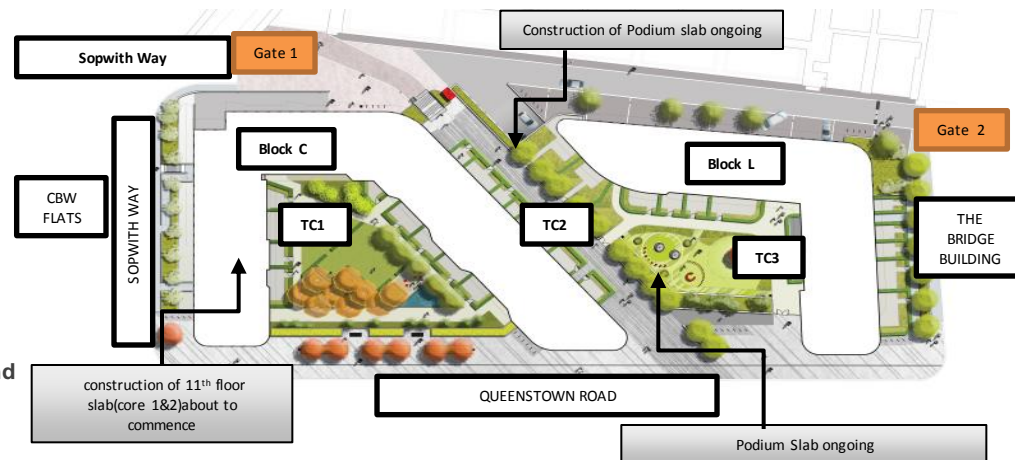 Construction of Podium slab ongoing
Sopwith Way
Gate 1
Gate 2
Block C
Block L
CBW
FLATS
SOPWITH WAY
TC1
TC2
TC3
THE
BRIDGE
BUILDING
construction of 11th floor
slab(core 1&2)about to
commence
QUEENSTOWN ROAD
Podium Slab ongoing